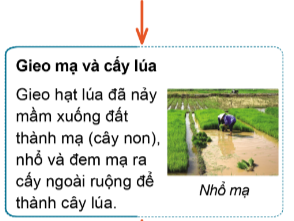 Gieo mạ và cấy lúa
Gieo hạt lúa đã nảy
mầm xuống đất
thành mạ (cây non),
nhổ và đem mạ ra
cấy ngoài ruộng để
thành cây lúa.
Nhổ mạ